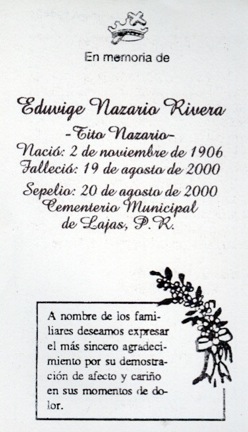 En memoria de
Eduvige Nazario Rivera
-Tito Nazario-
Nació: 2 de noviembre de 1906
Falleció: 19 de agosto de 2000
Sepelio: 20 de agosto de 2000
Cementerio Municipal
de Lajas, P. R.
A nombre de los fami-
liares deseamos expresar
el más sincero agradeci-
miento por su demostra-
ción de afecto y cariño
en sus momentos de do-
lor.